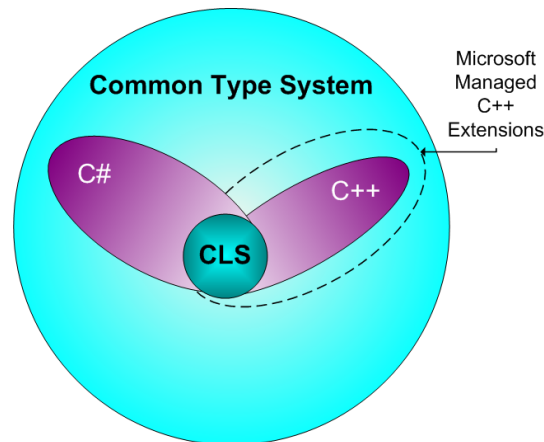 Common Type System
Microsoft
Managed
C++
Extensions
C#
C++
CLS